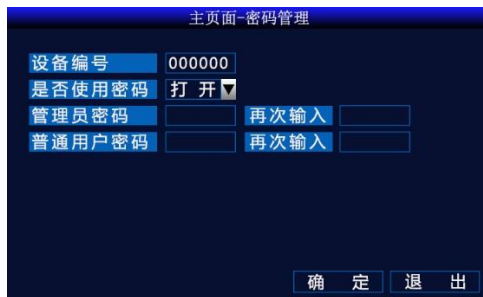 主页面-密码管理
设备编号 000000
是否使用密码 打 开
管理员密码 再次输入
普通用户密码 再次输入
确 定 退 出